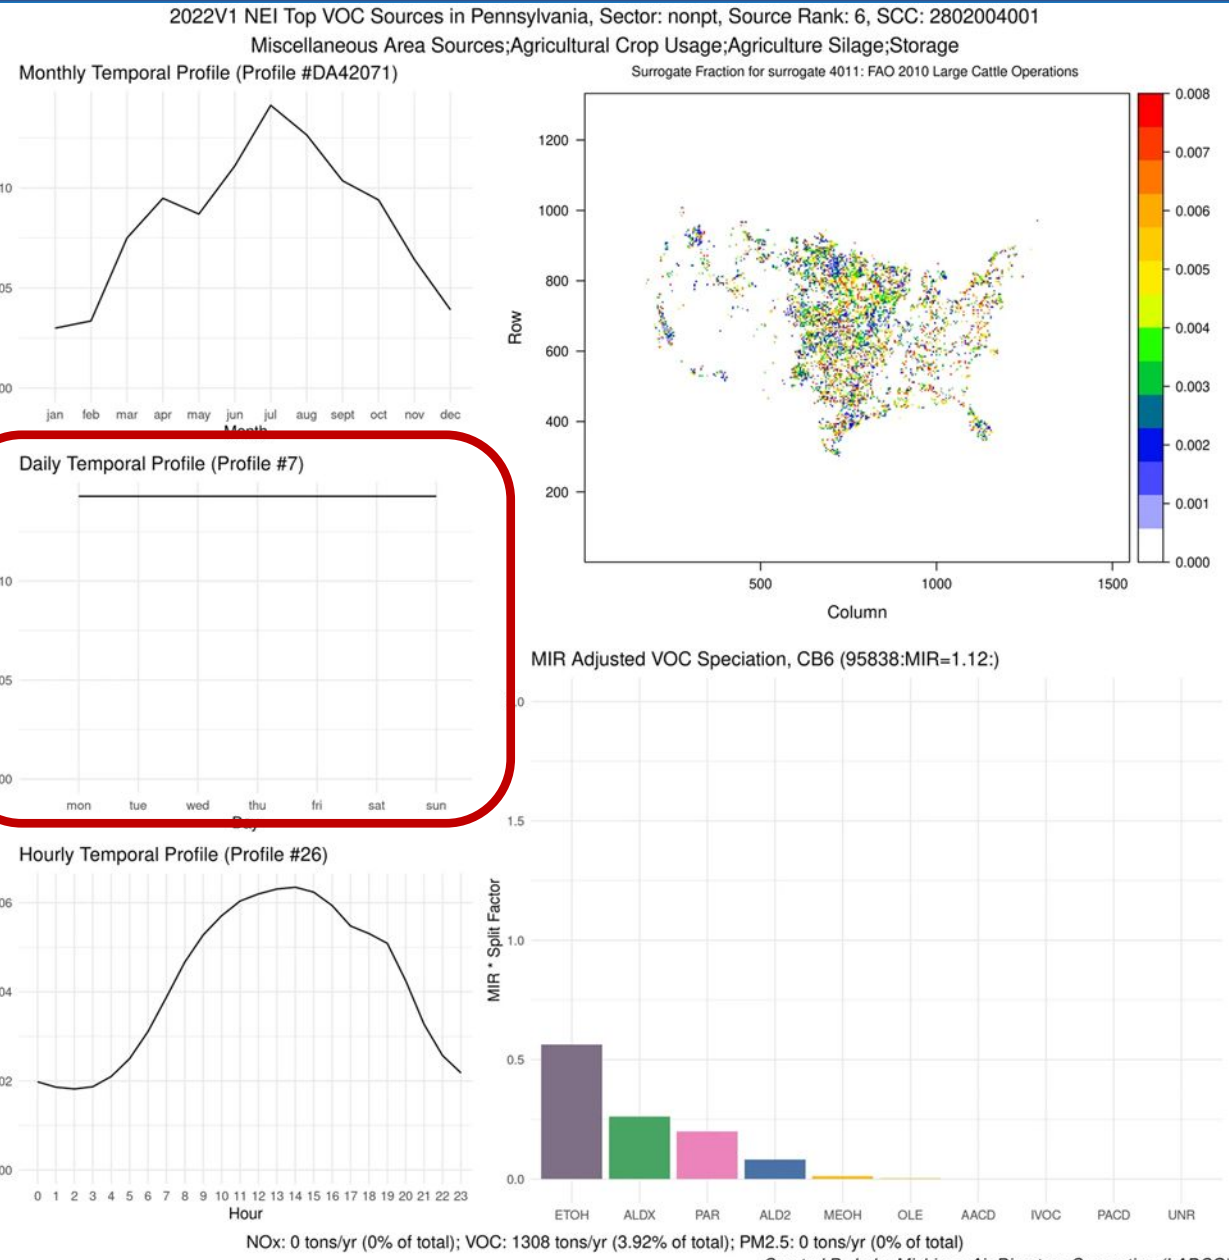 2022V1 NEI Top VOC Sources in Pennsylvania, Sector: nonpt, Source Rank: 6, SCC: 2802004001
Miscellaneous Area Sources;Agricultural Crop Usage;Agriculture Silage;Storage
Monthly Temporal Profile (Profile #DA42071)
10
05
00
jan feb mar apr may jun jul aug sept oct nov dec
Month
Surrogate Fraction for surrogate 4011: FAO 2010 Large Cattle Operations
Row
1200
1000
800
600
400
200
500 1000 1500
Column
0.008
0.007
0.006
0.005
0.004
0.003
0.002
0.001
0.000
Daily Temporal Profile (Profile #7)
10
05
00
mon tue wed thu fri sat sun
Day
MIR Adjusted VOC Speciation, CB6 (95838:MIR=1.12:)
MIR * Split Factor
.0
1.5
1.0
0.5
0.0
ETOH ALDX PAR ALD2 MEOH OLE AACD IVOC PACD UNR
Hourly Temporal Profile (Profile #26)
06
04
02
00
0 1 2 3 4 5 6 7 8 9 10 11 12 13 14 15 16 17 18 19 20 21 22 23
Hour
NOx: 0 tons/yr (0% of total); VOC: 1308 tons/yr (3.92% of total); PM2.5: 0 tons/yr (0% of total)